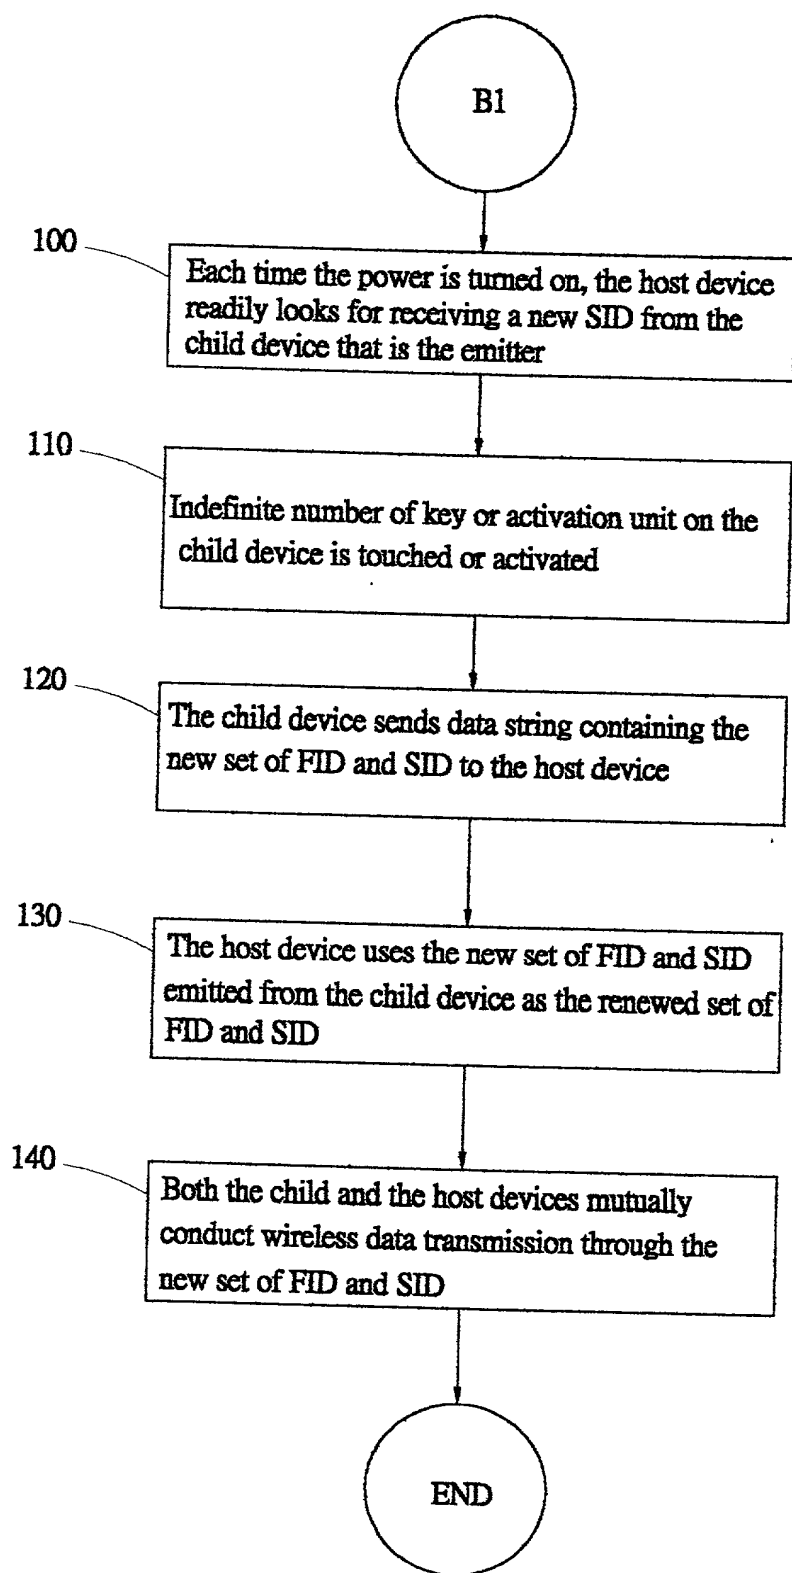 B1
100
Each time the power is turned on, the host device
readily looks for receiving a new SID from the
child device that is the emitter
110
Indefinite number of key or activation unit on the
child device is touched or activated
120
The child device sends data string containing the
new set of FID and SID to the host device
130
The host device uses the new set of FID and SID
emitted from the child device as the renewed set of
FID and SID
140
Both the child and the host devices mutually
conduct wireless data transmission through the
new set of FID and SID
END